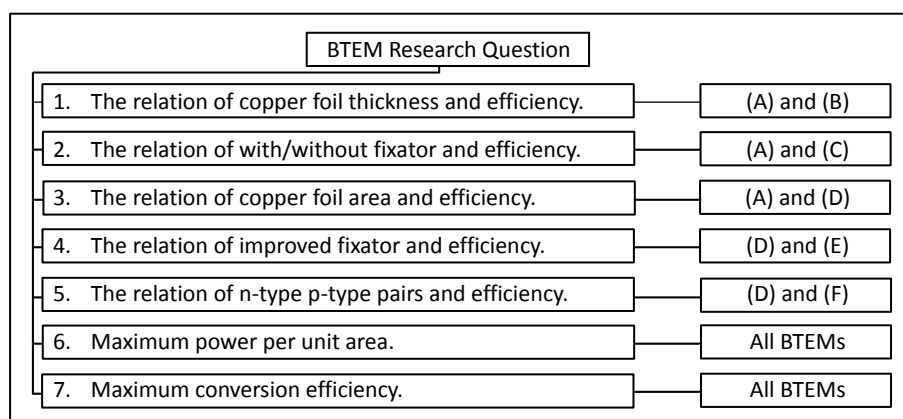 BTEM Research Question
1. The relation of copper foil thickness and efficiency. (A) and (B)
2. The relation of with/without fixator and efficiency. (A) and (C)
3. The relation of copper foil area and efficiency. (A) and (D)
4. The relation of improved fixator and efficiency. (D) and (E)
5. The relation of n-type p-type pairs and efficiency. (D) and (F)
6. Maximum power per unit area. All BTEMs
7. Maximum conversion efficiency. All BTEMs